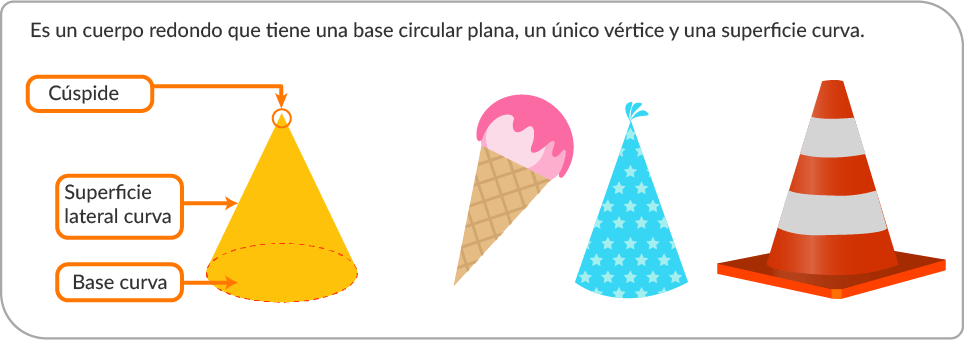 Es un cuerpo redondo que tiene una base circular plana, un único vértice y una superficie curva.
Cúspide
Superficie
lateral curva
Base curva